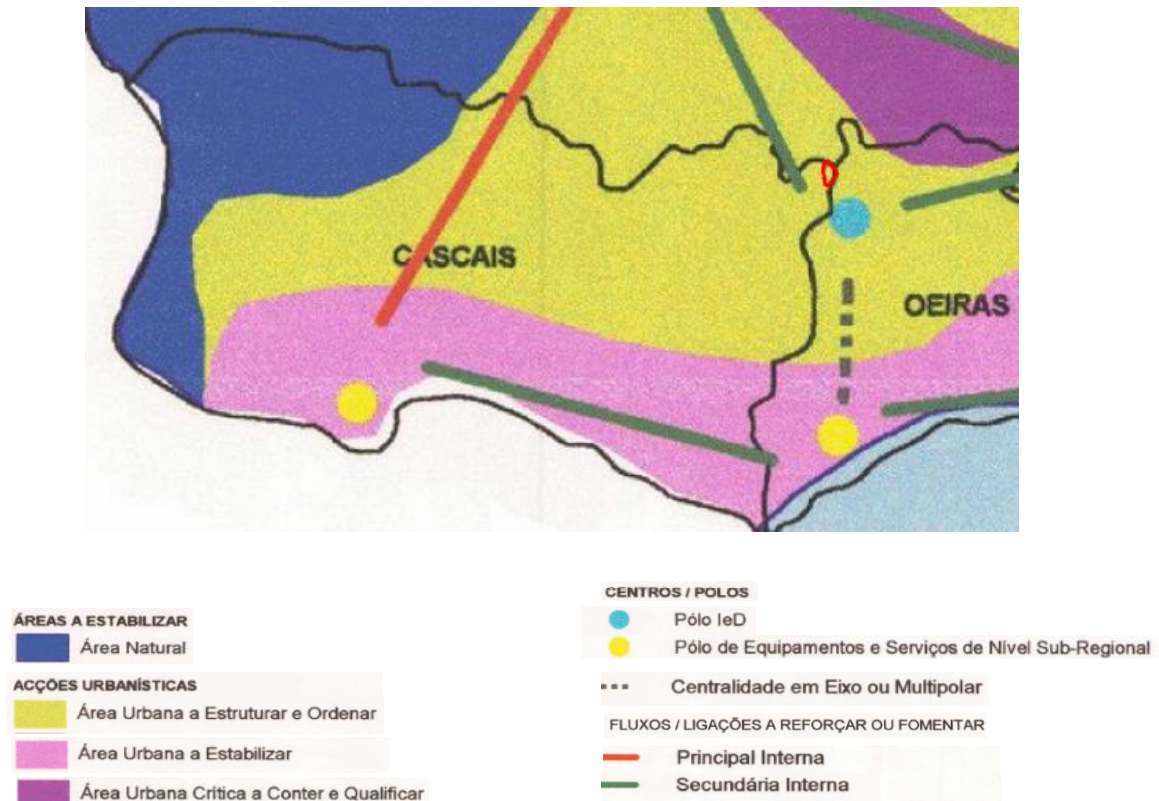 CASCAIS
OEIRAS
ÁREAS A ESTABILIZAR
Área Natural
ACÇÕES URBANÍSTICAS
Área Urbana a Estruturar e Ordenar
Área Urbana a Estabilizar
Área Urbana Crítica a Conter e Qualificar
CENTROS / POLOS
Pólo IeD
Pólo de Equipamentos e Serviços de Nível Sub-Regional
Centralidade em Eixo ou Multipolar
FLUXOS / LIGAÇÕES A REFORÇAR OU FOMENTAR
Principal Interna
Secundária Interna